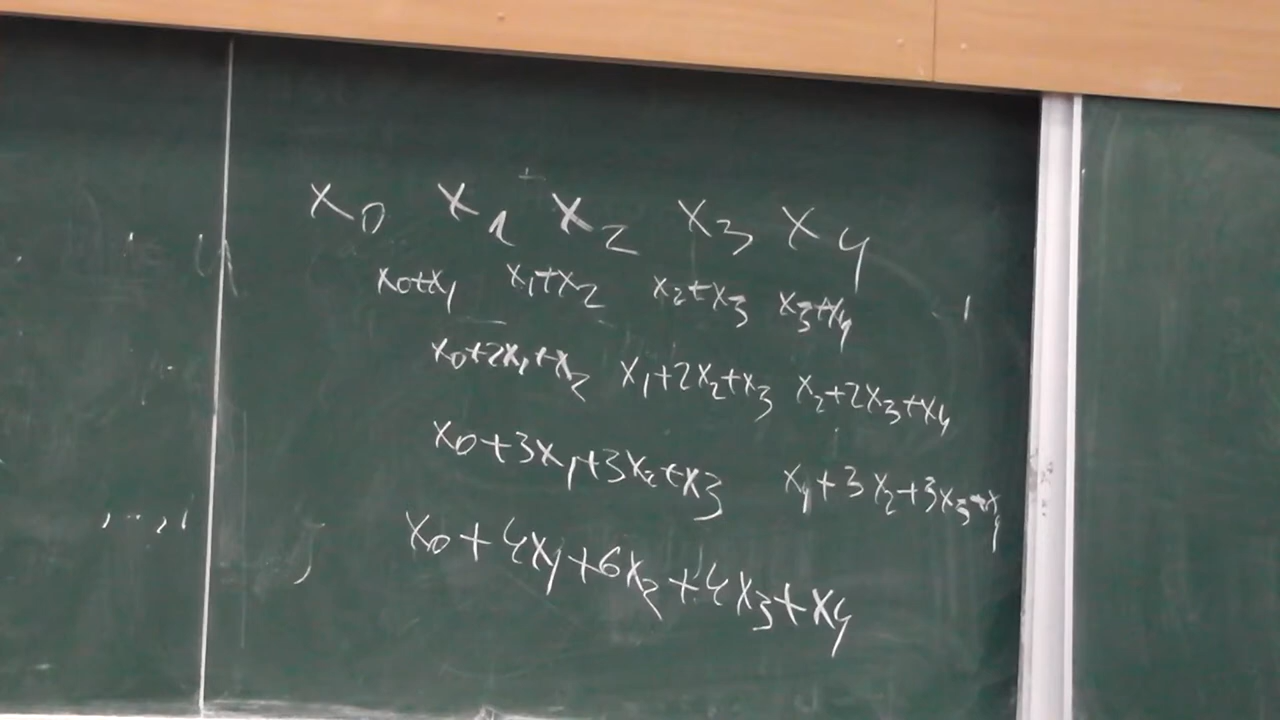 x₀ x₁ x₂ x₃ x₄
x₀+x₁ x₁+x₂ x₂+x₃ x₃+x₄
x₀+2x₁+x₂ x₁+2x₂+x₃ x₂+2x₃+x₄
x₀+3x₁+3x₂+x₃ x₁+3x₂+3x₃+x₄
x₀+4x₁+6x₂+4x₃+x₄